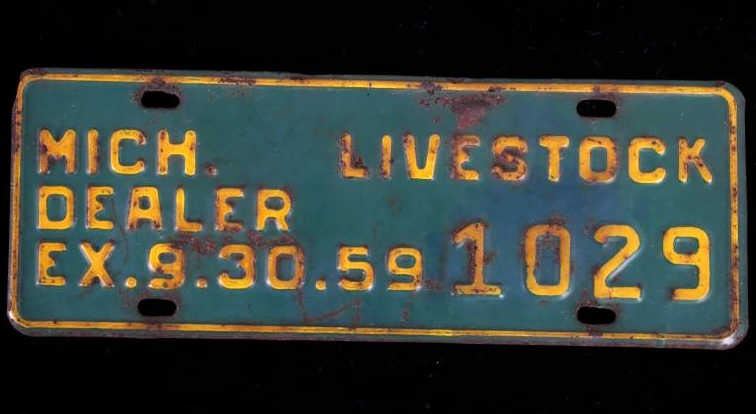 MICH. LIVESTOCK
DEALER
EX.9.30.59 1029